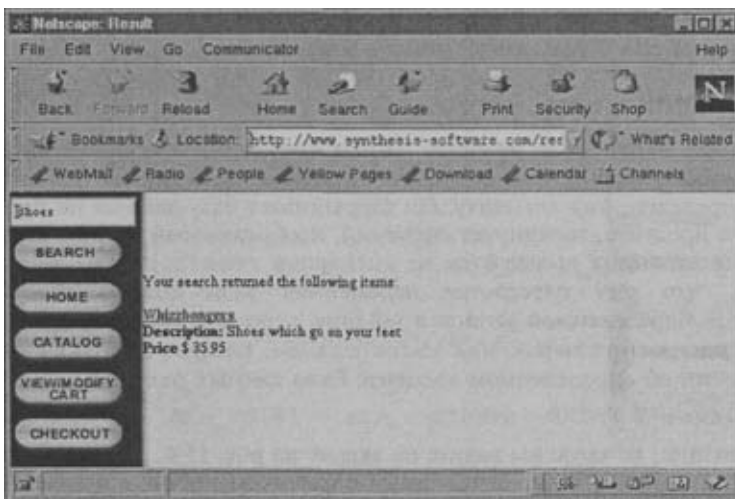 Netscape: Result
File Edit View Go Communicator Help
Back Forward Reload Home Search Guide Print Security Shop
N
Bookmarks Location: http://www.synthesis-software.com/res What's Related
WebMail Radio People Yellow Pages Download Calendar Channels
Shoes
SEARCH
HOME
CATALOG
VIEW/MODIFY
CART
CHECKOUT
Your search returned the following items
Description: Shoes which go on your feet
Price $ 35.95